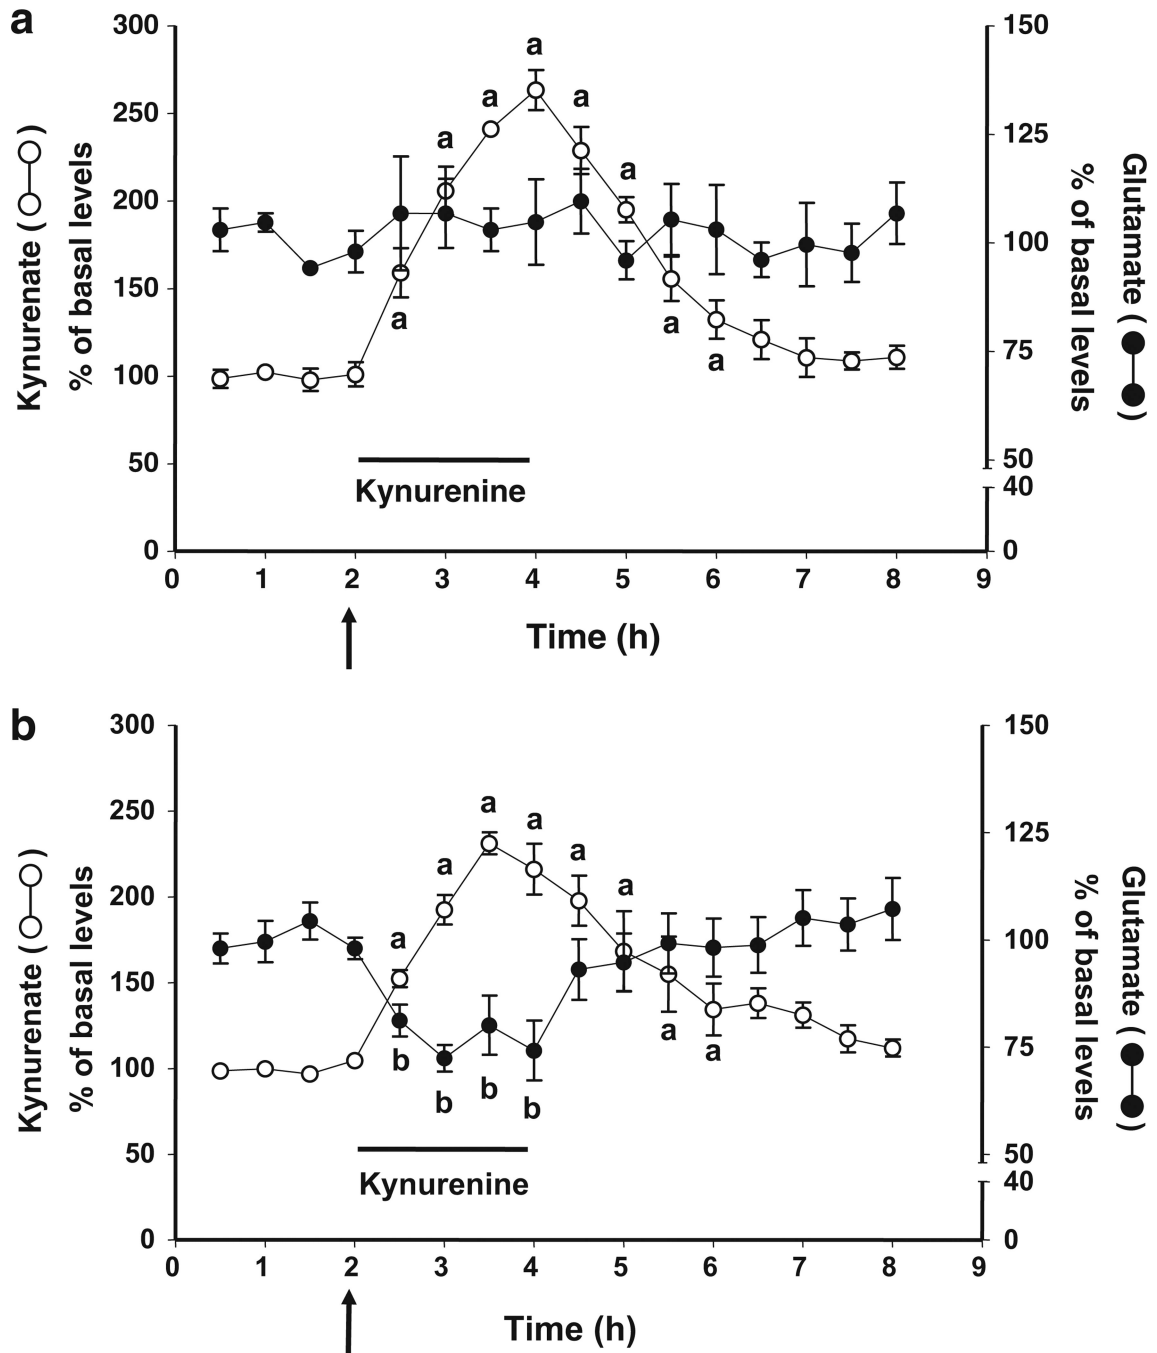 a
300
250
200
150
100
50
0
150
125
100
75
50
40
0
Kynurenate ( )
% of basal levels
Glutamate ( )
% of basal levels
a
a
a
a
a
a
a
a
Kynurenine
0 1 2 3 4 5 6 7 8 9
Time (h)
b
300
250
200
150
100
50
0
150
125
100
75
50
40
0
Kynurenate ( )
% of basal levels
Glutamate ( )
% of basal levels
a
a
a
a
a
a
a
a
b
b
b
b
Kynurenine
0 1 2 3 4 5 6 7 8 9
Time (h)